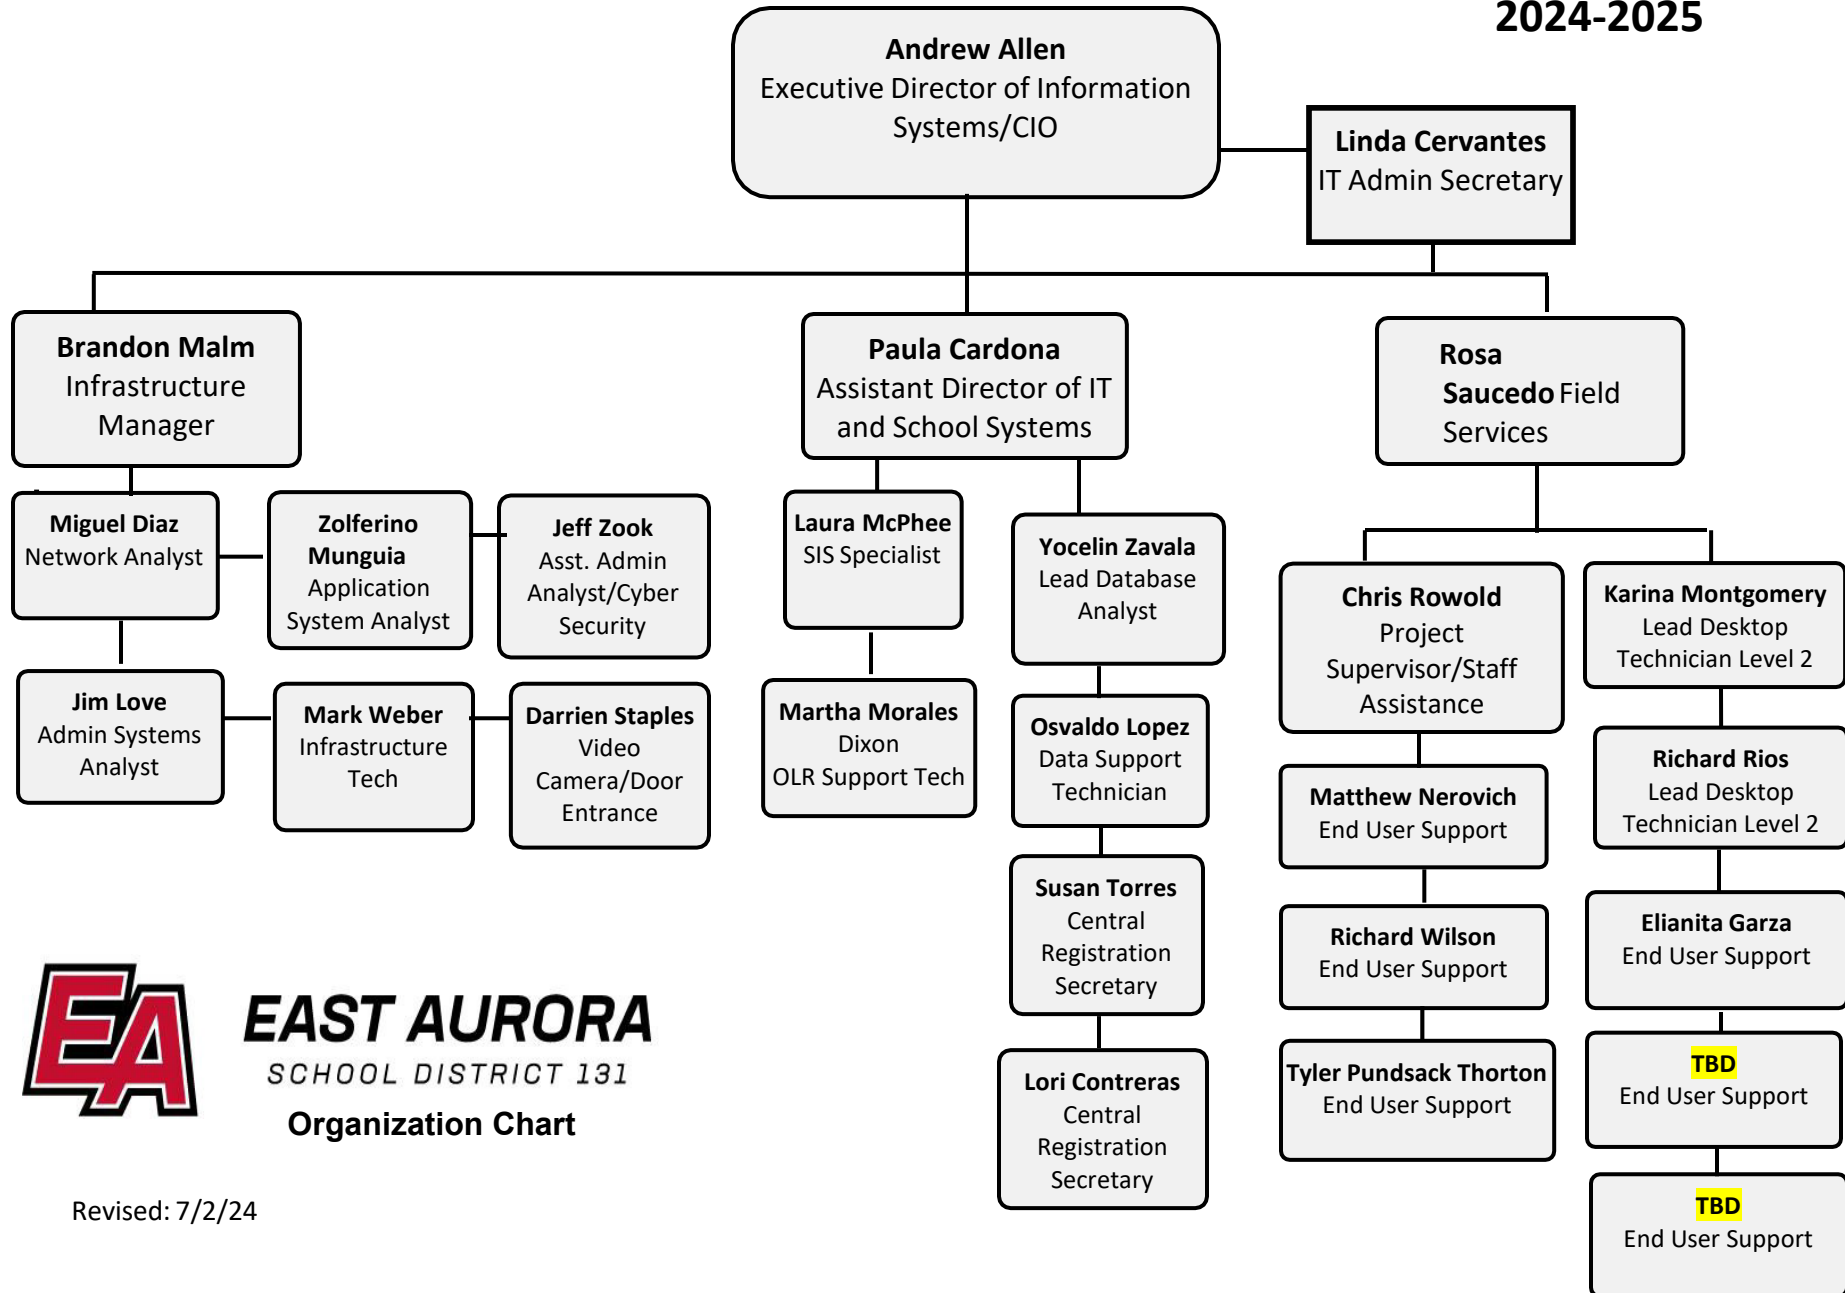 2024-2025
Andrew Allen
Executive Director of Information
Systems/CIO
Linda Cervantes
IT Admin Secretary
Brandon Malm
Infrastructure
Manager
Paula Cardona
Assistant Director of IT
and School Systems
Rosa
Saucedo Field
Services
Miguel Diaz
Network Analyst
Zolferino
Munguia
Application
System Analyst
Jeff Zook
Asst. Admin
Analyst/Cyber
Security
Jim Love
Admin Systems
Analyst
Mark Weber
Infrastructure
Tech
Darrien Staples
Video
Camera/Door
Entrance
Laura McPhee
SIS Specialist
Martha Morales
Dixon
OLR Support Tech
Yocelin Zavala
Lead Database
Analyst
Osvaldo Lopez
Data Support
Technician
Susan Torres
Central
Registration
Secretary
Lori Contreras
Central
Registration
Secretary
Chris Rowold
Project
Supervisor/Staff
Assistance
Matthew Nerovich
End User Support
Richard Wilson
End User Support
Tyler Pundsack Thorton
End User Support
Karina Montgomery
Lead Desktop
Technician Level 2
Richard Rios
Lead Desktop
Technician Level 2
Elianita Garza
End User Support
TBD
End User Support
TBD
End User Support
EA
EAST AURORA
SCHOOL DISTRICT 131
Organization Chart
Revised: 7/2/24